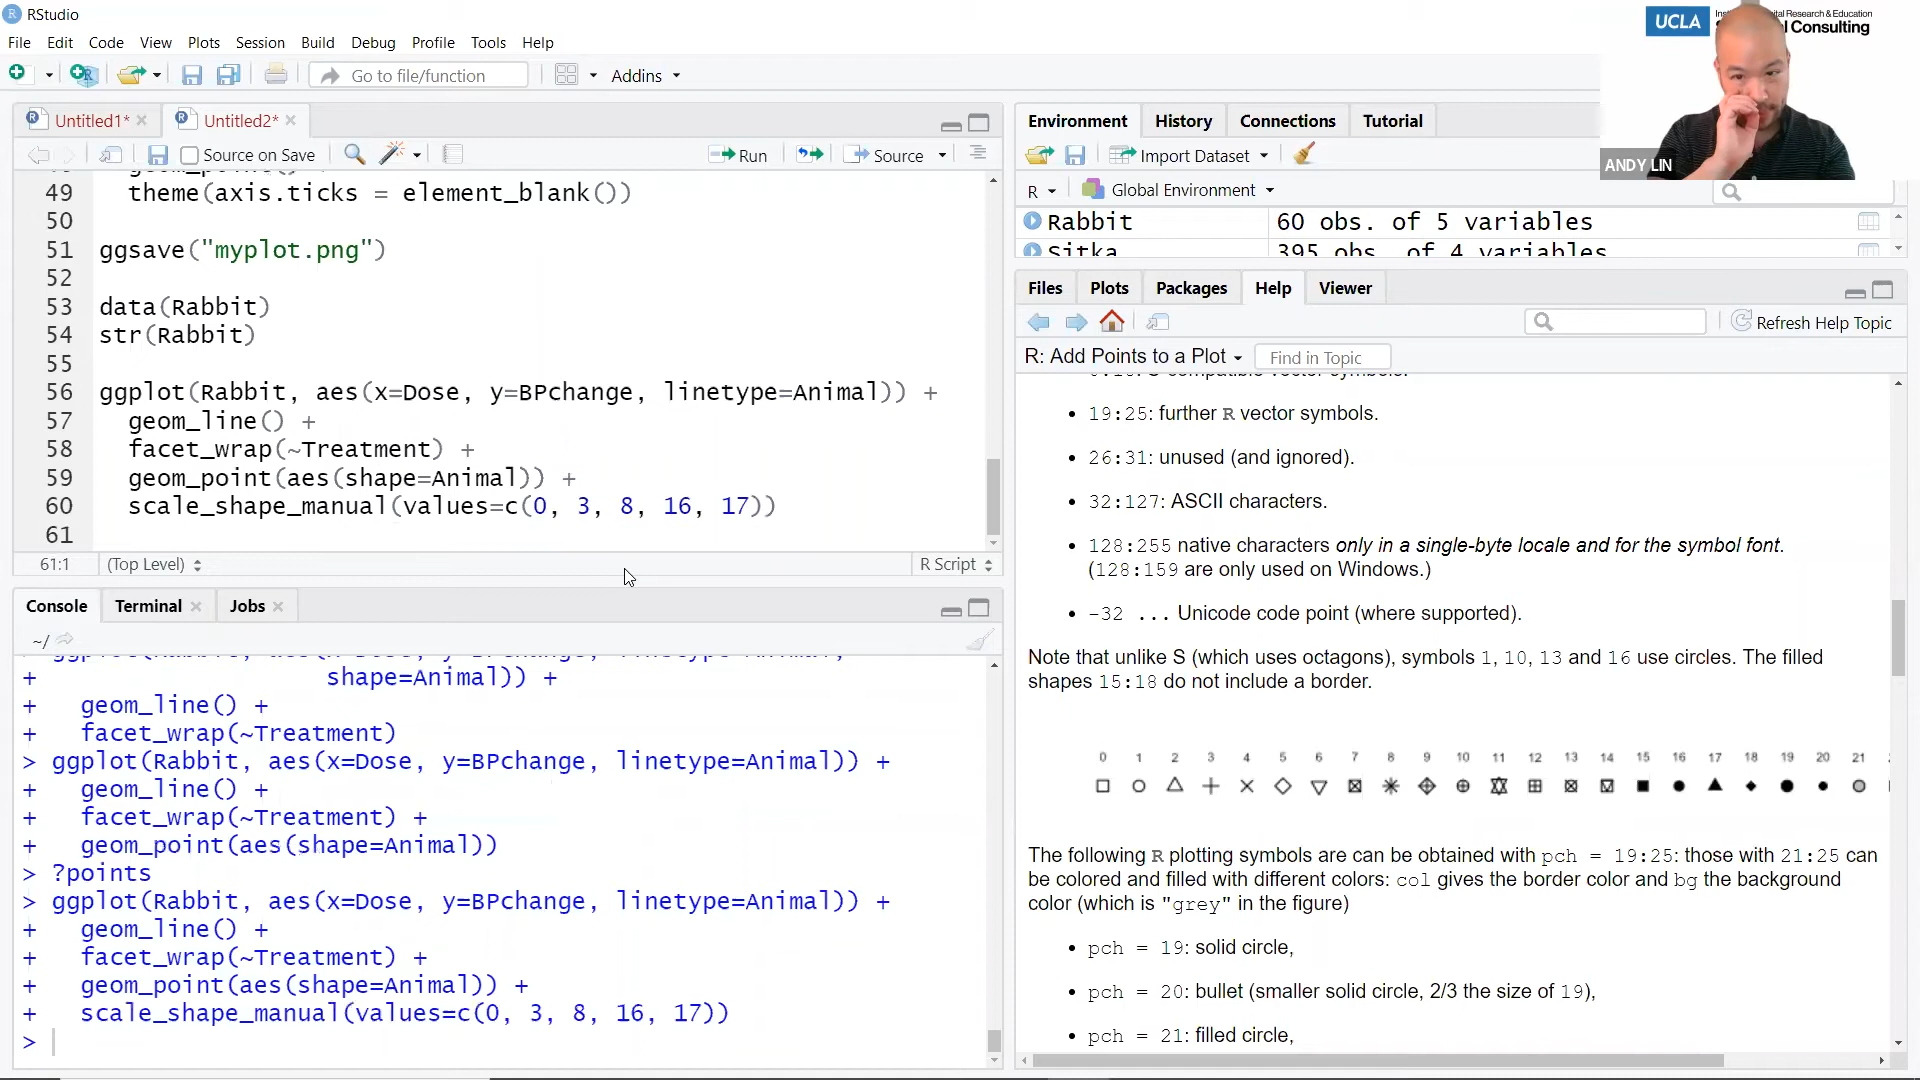 RStudio
File Edit Code View Plots Session Build Debug Profile Tools Help
Go to file/function
Addins
UCLA
Research & Education
Consulting
ANDY LIN
Untitled1*
Untitled2*
Source on Save
Run
Source
49 theme(axis.ticks = element_blank())
50
51 ggsave("myplot.png")
52
53 data(Rabbit)
54 str(Rabbit)
55
56 ggplot(Rabbit, aes(x=Dose, y=BPchange, linetype=Animal)) +
57 geom_line() +
58 facet_wrap(~Treatment) +
59 geom_point(aes(shape=Animal)) +
60 scale_shape_manual(values=c(0, 3, 8, 16, 17))
61
61:1 (Top Level) R Script
Console Terminal Jobs
~/
ggplot(Rabbit, aes(x=Dose, y=BPchange, linetype=Animal,
+ shape=Animal)) +
+ geom_line() +
+ facet_wrap(~Treatment)
> ggplot(Rabbit, aes(x=Dose, y=BPchange, linetype=Animal)) +
+ geom_line() +
+ facet_wrap(~Treatment) +
+ geom_point(aes(shape=Animal))
> ?points
> ggplot(Rabbit, aes(x=Dose, y=BPchange, linetype=Animal)) +
+ geom_line() +
+ facet_wrap(~Treatment) +
+ geom_point(aes(shape=Animal)) +
+ scale_shape_manual(values=c(0, 3, 8, 16, 17))
>
Environment History Connections Tutorial
Import Dataset
R Global Environment
Rabbit 60 obs. of 5 variables
Sitka 395 obs. of 4 variables
Files Plots Packages Help Viewer
Refresh Help Topic
R: Add Points to a Plot Find in Topic
• 19:25: further R vector symbols.
• 26:31: unused (and ignored).
• 32:127: ASCII characters.
• 128:255 native characters only in a single-byte locale and for the symbol font.
(128:159 are only used on Windows.)
• -32 ... Unicode code point (where supported).
Note that unlike S (which uses octagons), symbols 1, 10, 13 and 16 use circles. The filled
shapes 15:18 do not include a border.
0 1 2 3 4 5 6 7 8 9 10 11 12 13 14 15 16 17 18 19 20 21
The following R plotting symbols are can be obtained with pch = 19:25: those with 21:25 can
be colored and filled with different colors: col gives the border color and bg the background
color (which is "grey" in the figure)
• pch = 19: solid circle,
• pch = 20: bullet (smaller solid circle, 2/3 the size of 19),
• pch = 21: filled circle,